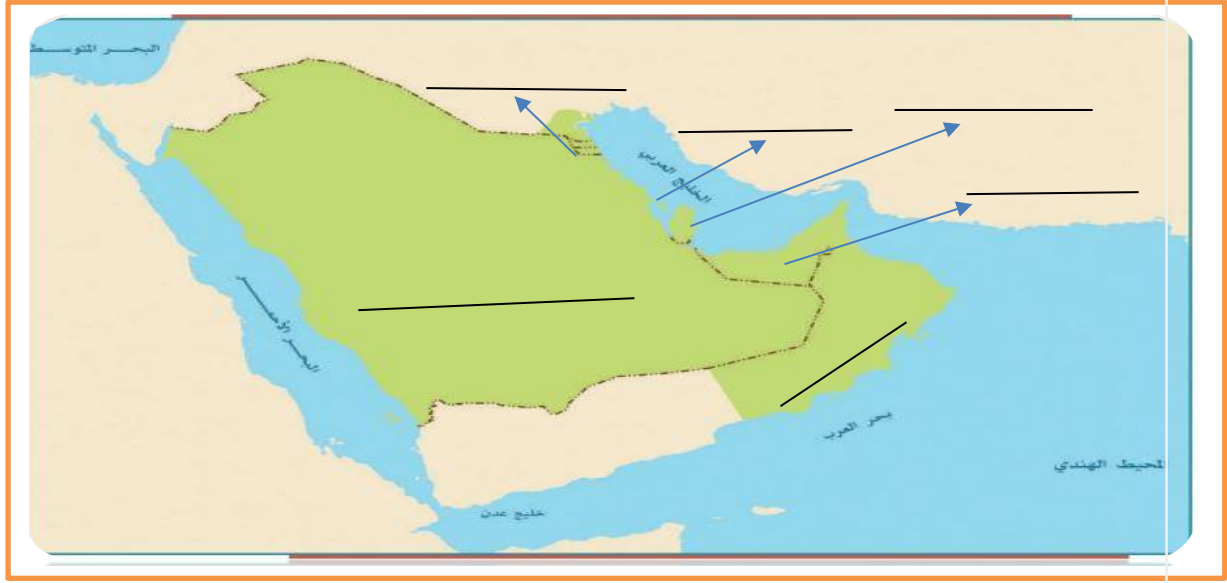 البحر المتوسط
الخليج العربي
البحر الأحمر
بحر العرب
المحيط الهندي
خليج عدن